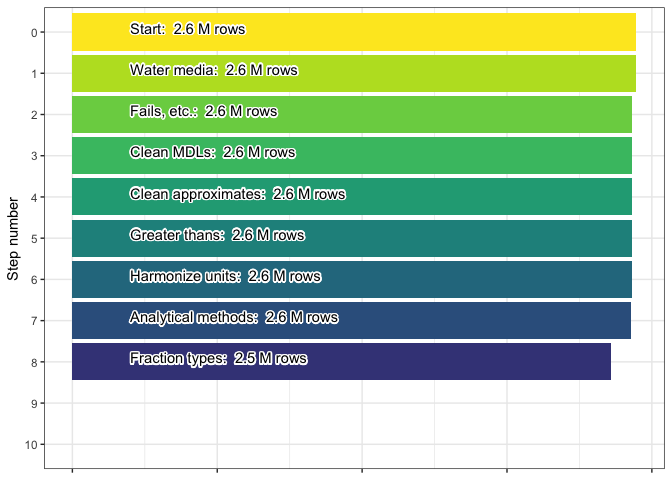 0 Start: 2.6 M rows
1 Water media: 2.6 M rows
2 Fails, etc.: 2.6 M rows
3 Clean MDLs: 2.6 M rows
4 Clean approximates: 2.6 M rows
5 Greater thans: 2.6 M rows
6 Harmonize units: 2.6 M rows
7 Analytical methods: 2.6 M rows
8 Fraction types: 2.5 M rows
9
10
Step number